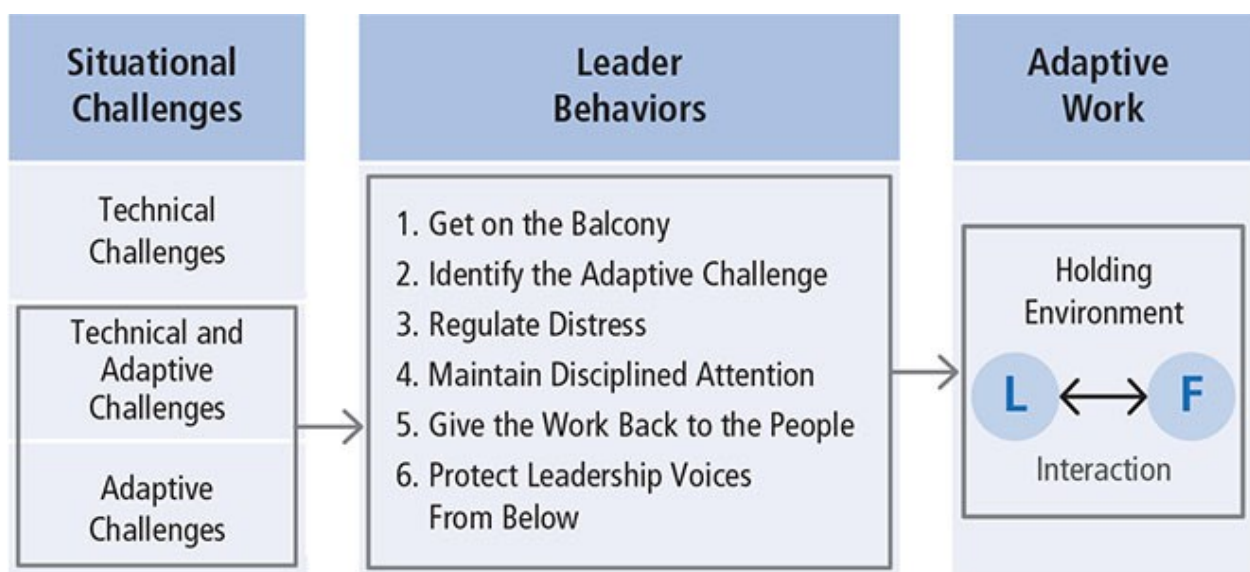 Situational
Challenges
Technical
Challenges
Technical and
Adaptive
Challenges
Adaptive
Challenges
Leader
Behaviors
1. Get on the Balcony
2. Identify the Adaptive Challenge
3. Regulate Distress
4. Maintain Disciplined Attention
5. Give the Work Back to the People
6. Protect Leadership Voices
From Below
Adaptive
Work
Holding
Environment
L F
Interaction